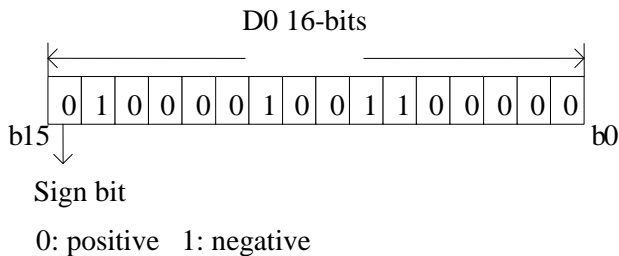 D0 16-bits
0 1 0 0 0 0 1 0 0 1 1 0 0 0 0 0
b15 b0
Sign bit
0: positive 1: negative